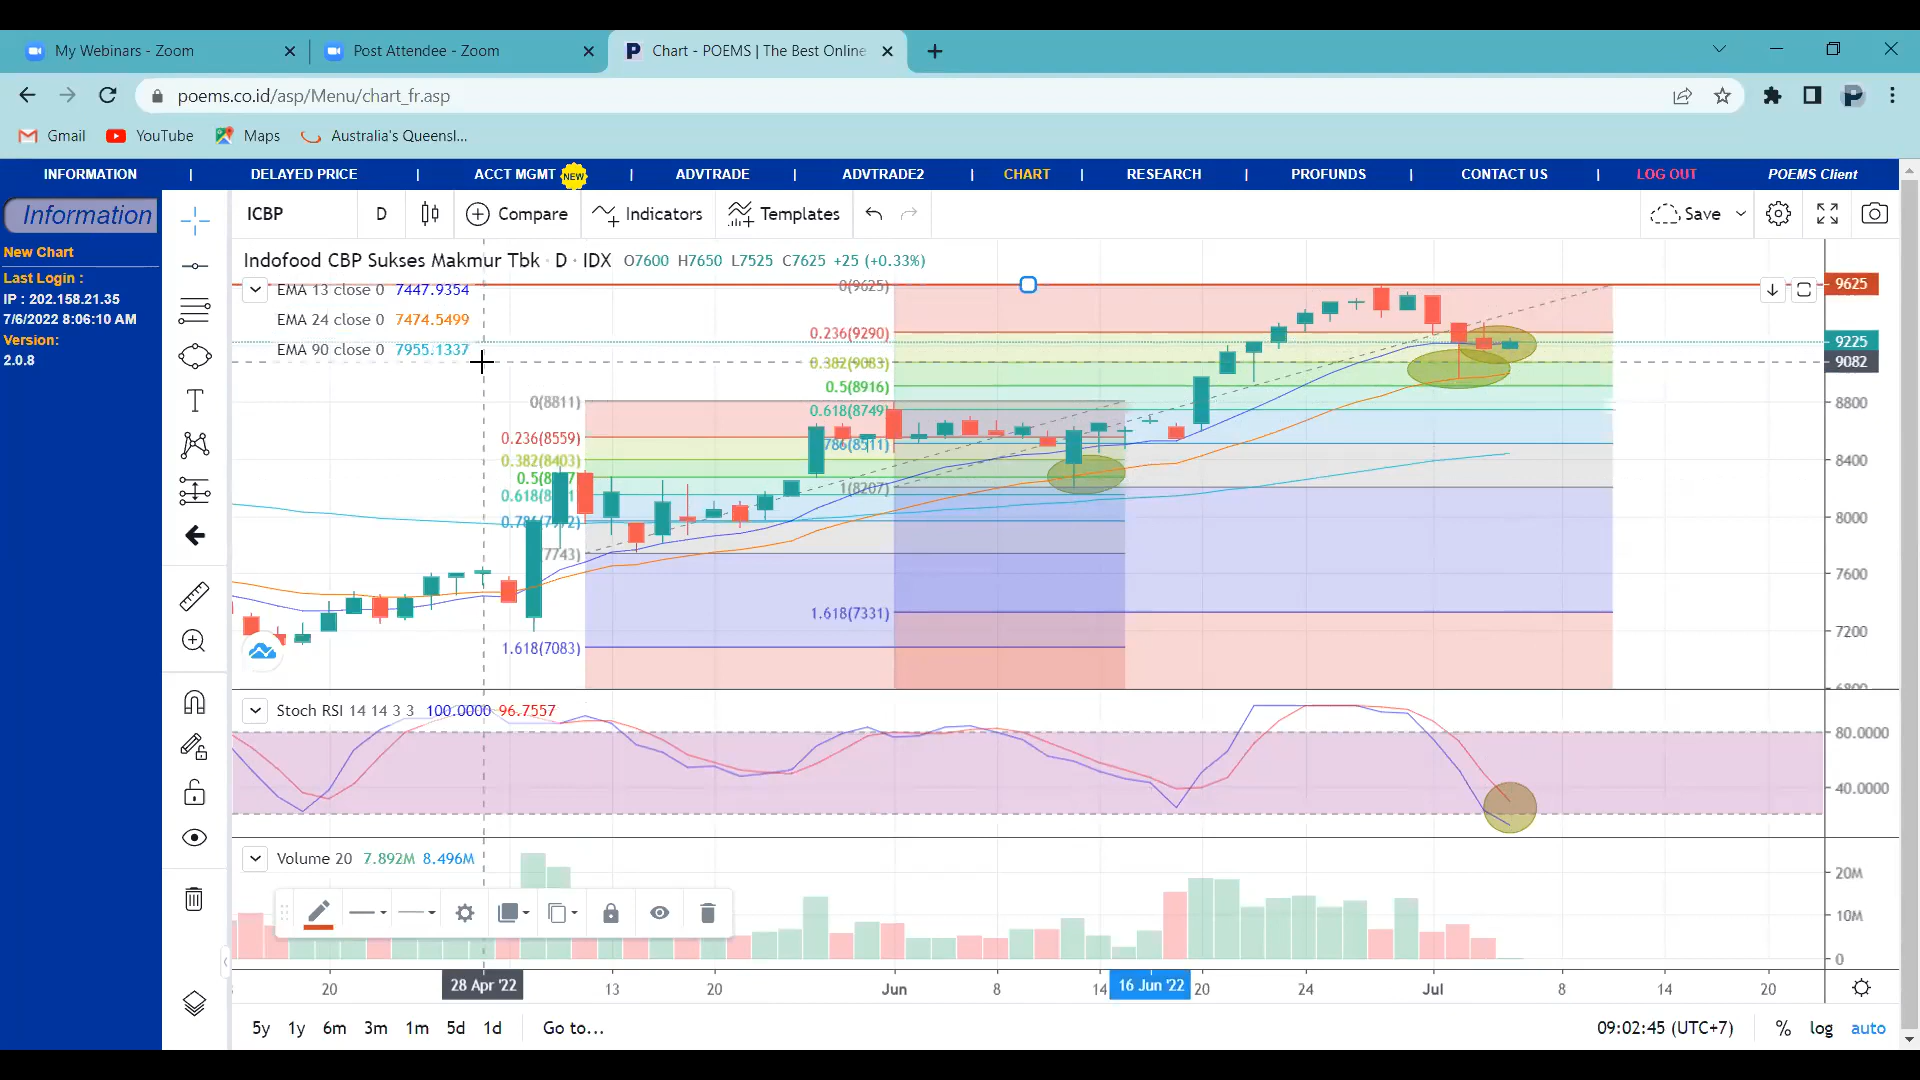 My Webinars - Zoom
Post Attendee - Zoom
P Chart - POEMS | The Best Online
poems.co.id/asp/Menu/chart_fr.asp
Gmail YouTube Maps Australia's Queensl...
INFORMATION | DELAYED PRICE | ACCT MGMT NEW | ADVTRADE | ADVTRADE2 | CHART | RESEARCH | PROFUNDS | CONTACT US | LOG OUT POEMS Client
Information
New Chart
Last Login :
IP : 202.158.21.35
7/6/2022 8:06:10 AM
Version:
2.0.8
ICBP D Compare Indicators Templates Save
Indofood CBP Sukses Makmur Tbk · D · IDX O7600 H7650 L7525 C7625 +25 (+0.33%)
EMA 13 close 0 7447.9354
EMA 24 close 0 7474.5499
EMA 90 close 0 7955.1337
0(9625)
0.236(9290)
0.382(9083)
0.5(8916)
0.618(8749)
1(8207)
1.618(7331)
0(8811)
0.236(8559)
0.382(8403)
1.618(7083)
9625
9225
9082
8800
8400
8000
7600
7200
Stoch RSI 14 14 3 3 100.0000 96.7557
80.0000
40.0000
Volume 20 7.892M 8.496M
20M
10M
0
20 28 Apr '22 13 20 Jun 8 14 16 Jun '22 20 24 Jul 8 14 20
5y 1y 6m 3m 1m 5d 1d Go to... 09:02:45 (UTC+7) % log auto